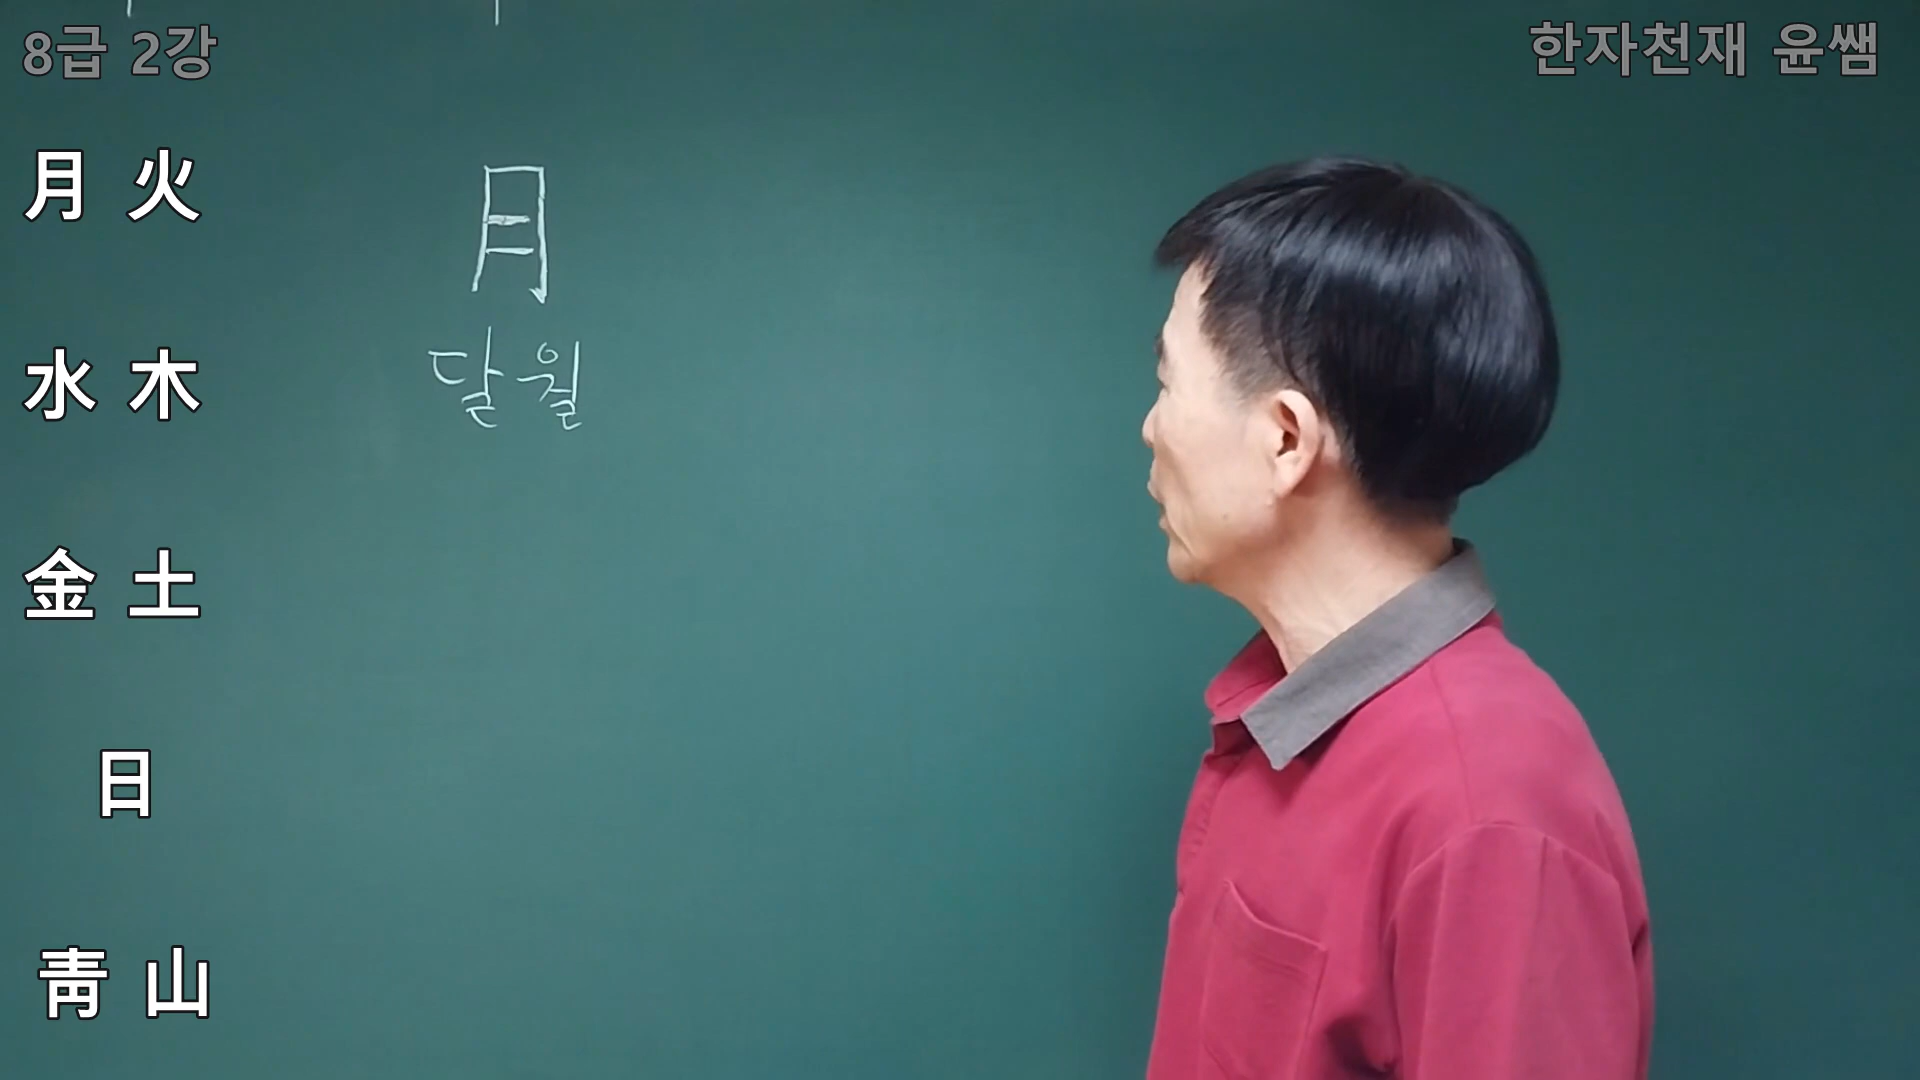 8급 2강
한자천재 윤쌤
月 火
水 木
金 土
日
靑 山
月
달 월